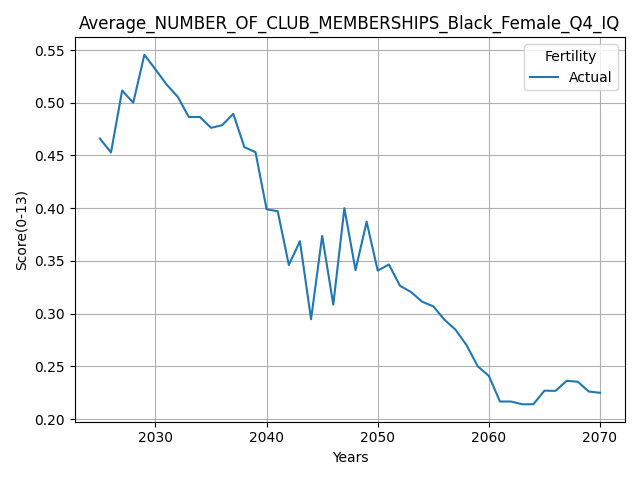 Average_NUMBER_OF_CLUB_MEMBERSHIPS_Black_Female_Q4_IQ
Fertility
Actual
Score(0-13)
0.55
0.50
0.45
0.40
0.35
0.30
0.25
0.20
2030 2040 2050 2060 2070
Years